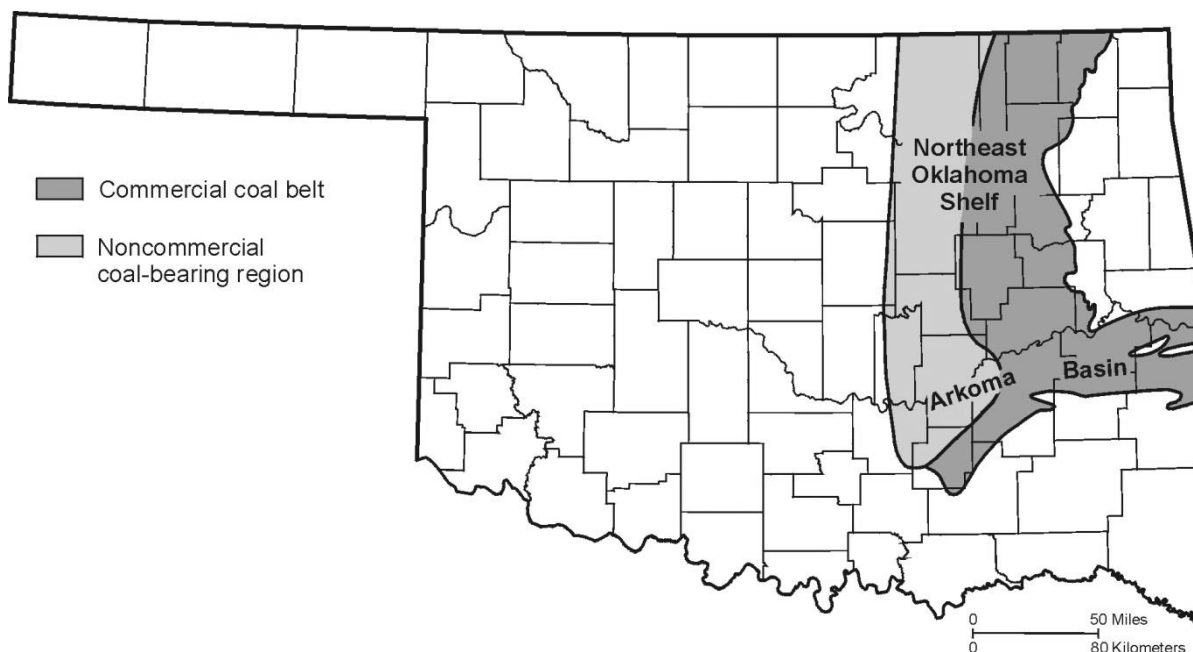 Northeast
Oklahoma
Shelf
Commercial coal belt
Noncommercial
coal-bearing region
Arkoma
Basin
0 50 Miles
0 80 Kilometers